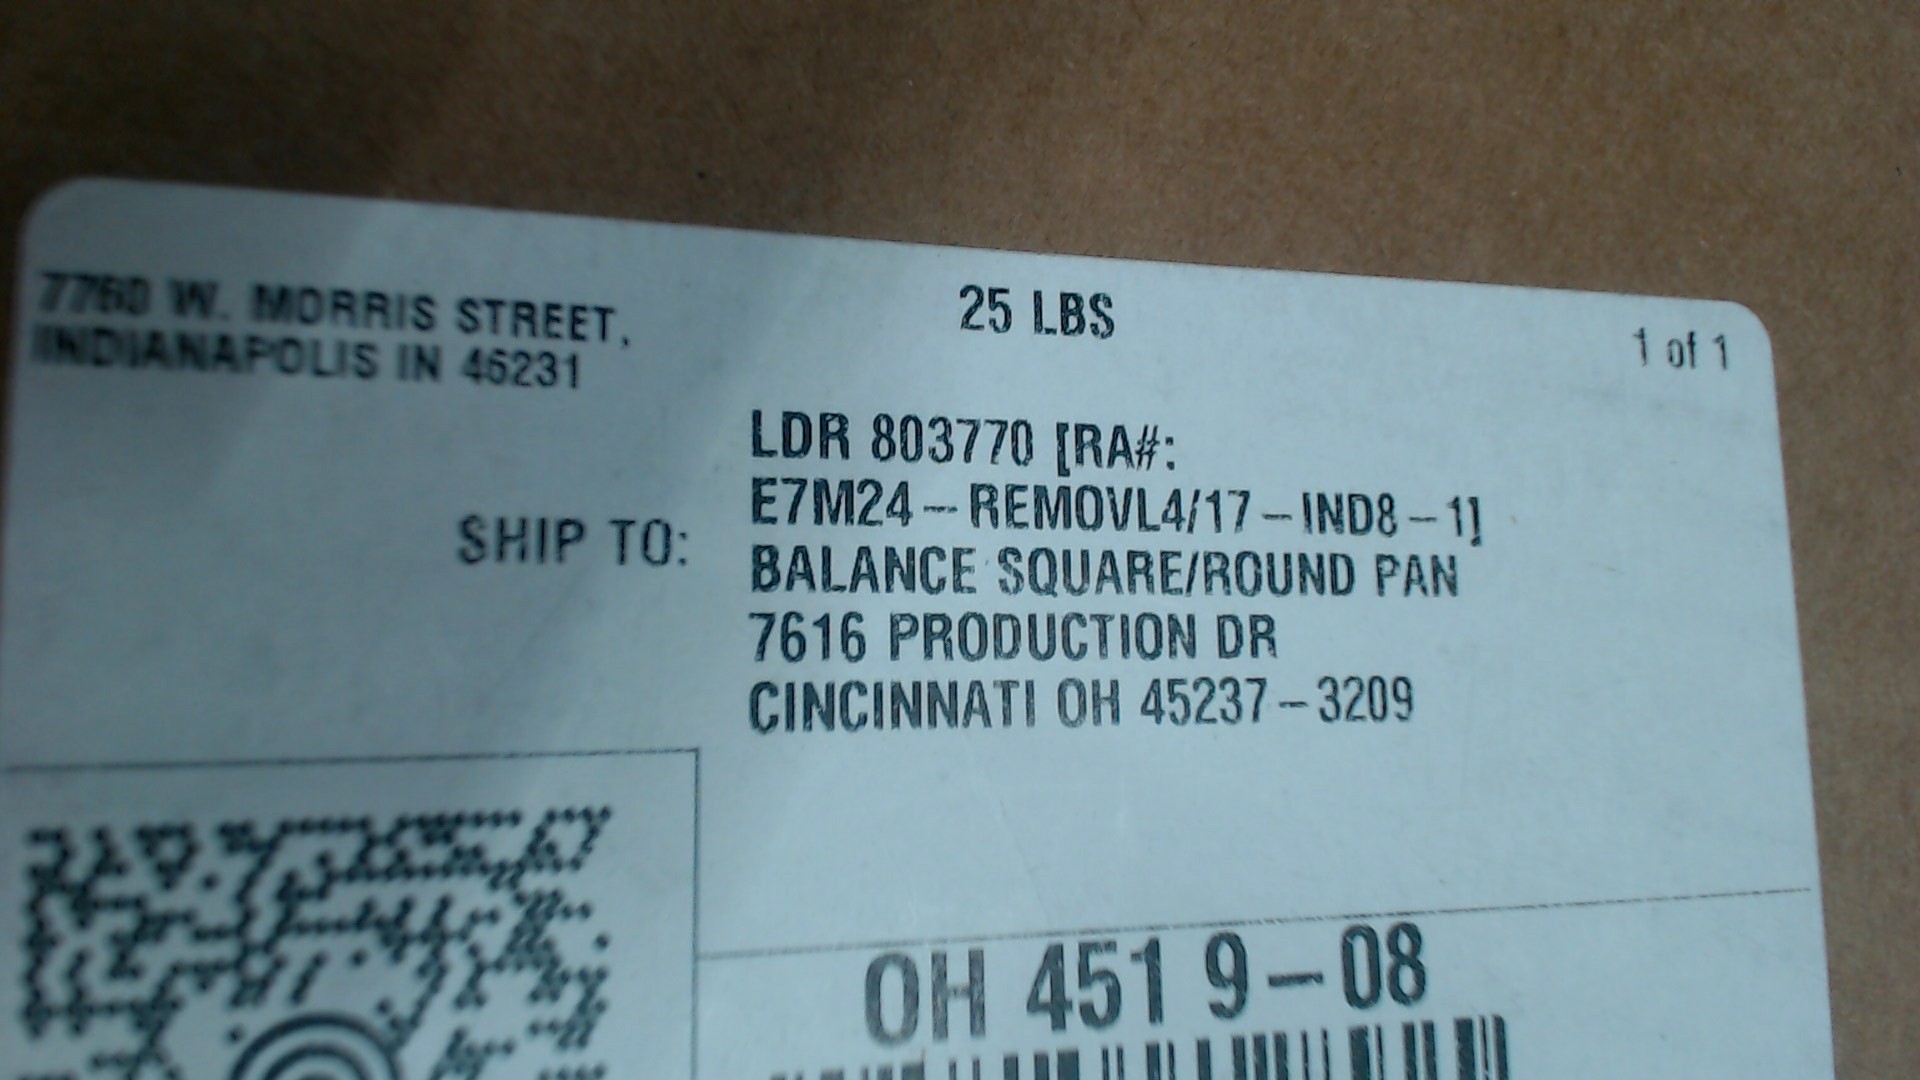 7760 W. MORRIS STREET,
INDIANAPOLIS IN 46231
25 LBS
1 of 1
SHIP TO:
LDR 803770 [RA#:
E7M24-REMOVL4/17-IND8-1]
BALANCE SQUARE/ROUND PAN
7616 PRODUCTION DR
CINCINNATI OH 45237-3209
OH 451 9-08